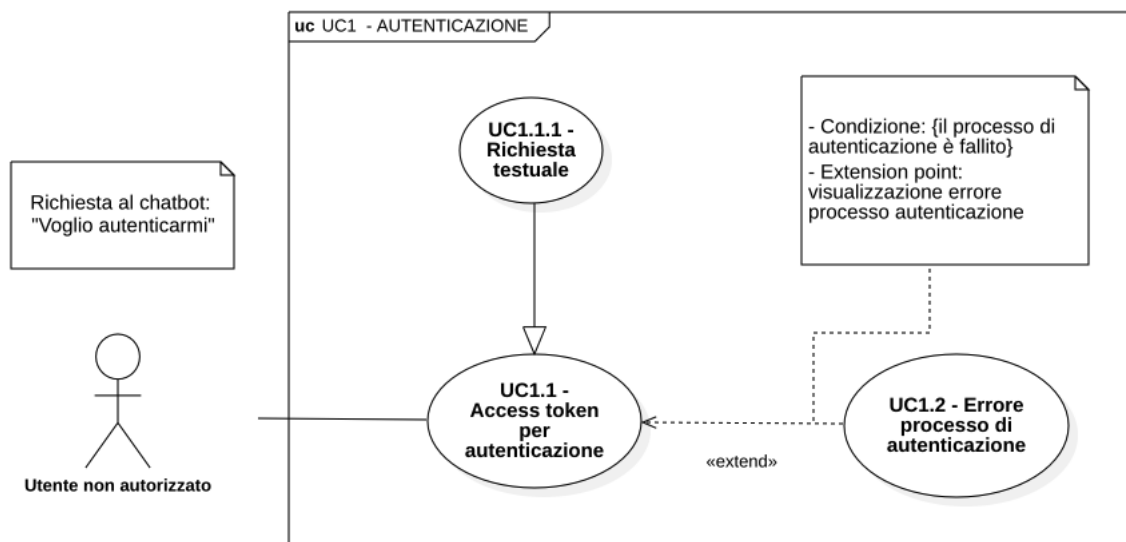 uc UC1 - AUTENTICAZIONE
UC1.1.1 -
Richiesta
testuale
- Condizione: {il processo di
autenticazione è fallito}
- Extension point:
visualizzazione errore
processo autenticazione
Richiesta al chatbot:
"Voglio autenticarmi"
UC1.1 -
Access token
per
autenticazione
UC1.2 - Errore
processo di
autenticazione
«extend»
Utente non autorizzato